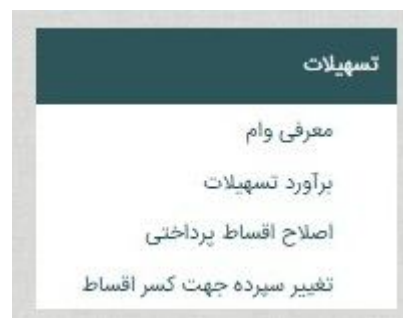 تسهیلات
معرفی وام
برآورد تسهیلات
اصلاح اقساط پرداختی
تغییر سپرده جهت کسر اقساط